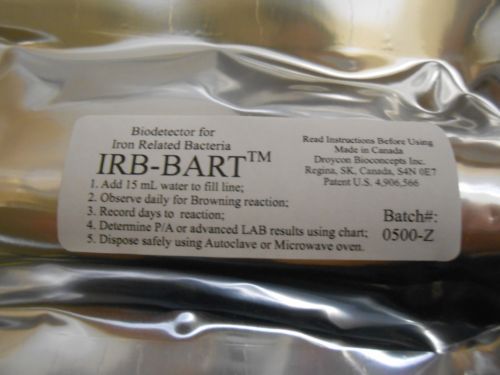 Biodetector for
Iron Related Bacteria
IRB-BART™
1. Add 15 mL water to fill line;
2. Observe daily for Browning reaction;
3. Record days to reaction;
4. Determine P/A or advanced LAB results using chart;
5. Dispose safely using Autoclave or Microwave oven.
Read Instructions Before Using
Made in Canada
Droycon Bioconcepts Inc.
Regina, SK, Canada, S4N 0E7
Patent U.S. 4,906,566
Batch#:
0500-Z